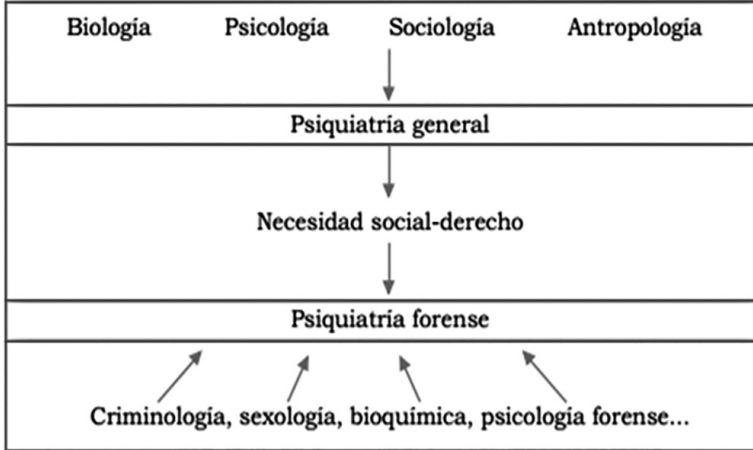 Biología Psicología Sociología Antropología
Psiquiatría general
Necesidad social-derecho
Psiquiatría forense
Criminología, sexología, bioquímica, psicología forense...